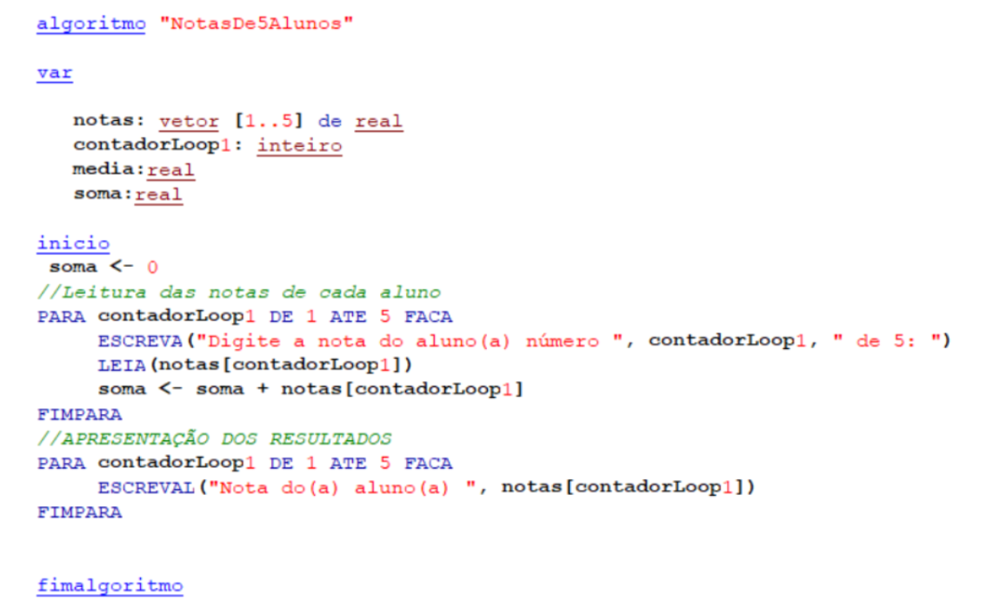 algoritmo "NotasDe5Alunos"
var
notas: vetor [1..5] de real
contadorLoop1: inteiro
media:real
soma:real
inicio
soma <- 0
//Leitura das notas de cada aluno
PARA contadorLoop1 DE 1 ATE 5 FACA
ESCREVA("Digite a nota do aluno(a) número ", contadorLoop1, " de 5: ")
LEIA(notas[contadorLoop1])
soma <- soma + notas[contadorLoop1]
FIMPARA
//APRESENTAÇÃO DOS RESULTADOS
PARA contadorLoop1 DE 1 ATE 5 FACA
ESCREVAL("Nota do(a) aluno(a) ", notas[contadorLoop1])
FIMPARA
fimalgoritmo